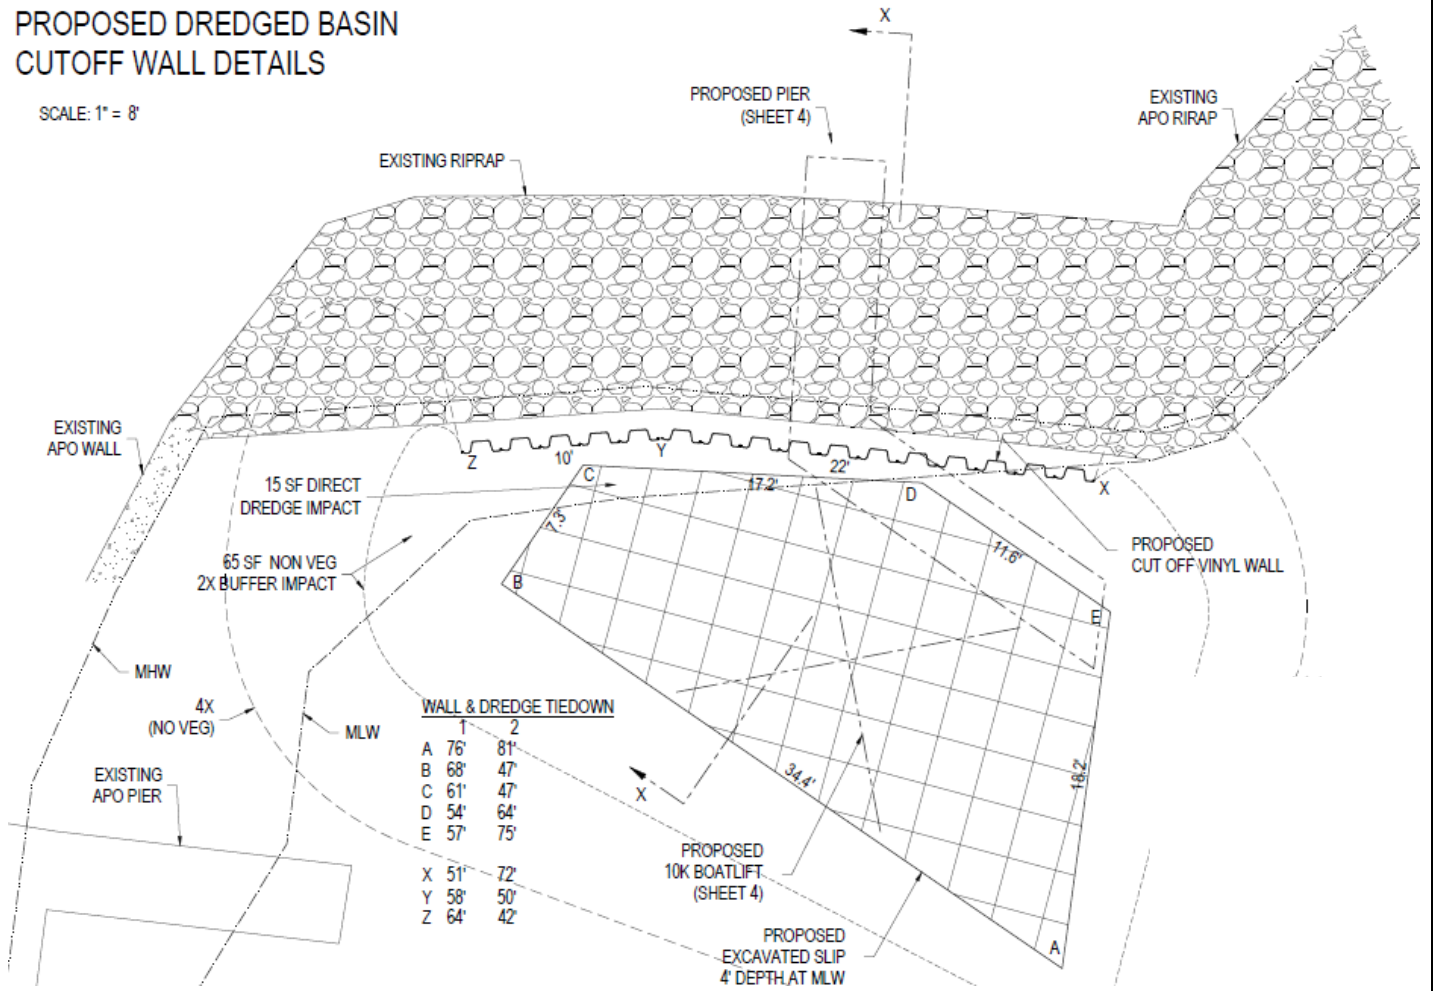 PROPOSED DREDGED BASIN
CUTOFF WALL DETAILS
SCALE: 1" = 8'
X
PROPOSED PIER
(SHEET 4)
EXISTING
APO RIRAP
EXISTING RIPRAP
EXISTING
APO WALL
Z
10'
Y
22'
X
C
17.2'
D
15 SF DIRECT
DREDGE IMPACT
7.3'
11.6'
PROPOSED
CUT OFF VINYL WALL
65 SF NON VEG
2X BUFFER IMPACT
B
E
MHW
4X
(NO VEG)
MLW
WALL & DREDGE TIEDOWN
1 2
A 76' 81'
B 68' 47'
C 61' 47'
D 54' 64'
E 57' 75'
X 51' 72'
Y 58' 50'
Z 64' 42'
X
34.4'
18.2'
EXISTING
APO PIER
PROPOSED
10K BOATLIFT
(SHEET 4)
PROPOSED
EXCAVATED SLIP
4' DEPTH AT MLW
A